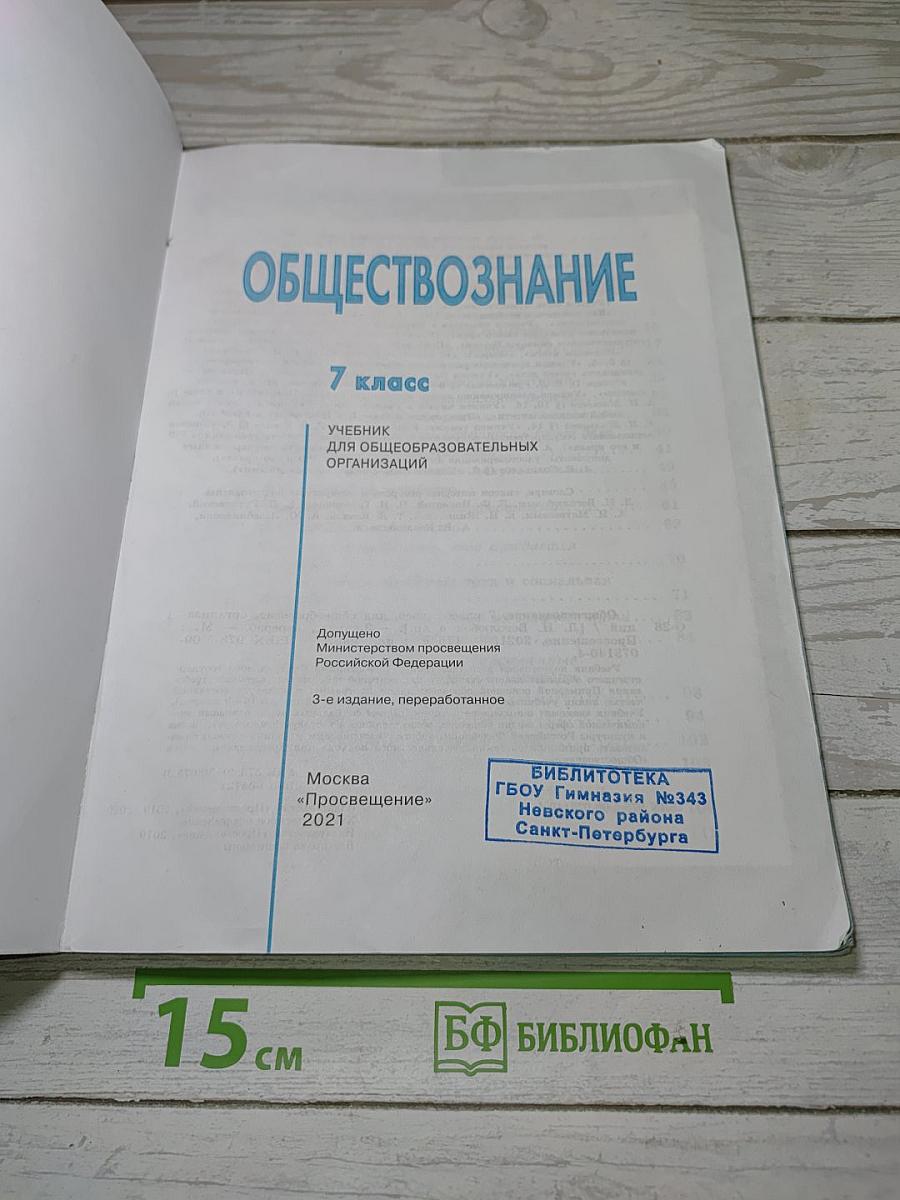 ОБЩЕСТВОЗНАНИЕ
7 класс
УЧЕБНИК
ДЛЯ ОБЩЕОБРАЗОВАТЕЛЬНЫХ
ОРГАНИЗАЦИЙ
Допущено
Министерством просвещения
Российской Федерации
3-е издание, переработанное
Москва
«Просвещение»
2021
БИБЛИТОТЕКА
ГБОУ Гимназия №343
Невского района
Санкт-Петербурга
15 см
БФ БИБЛИОФАН